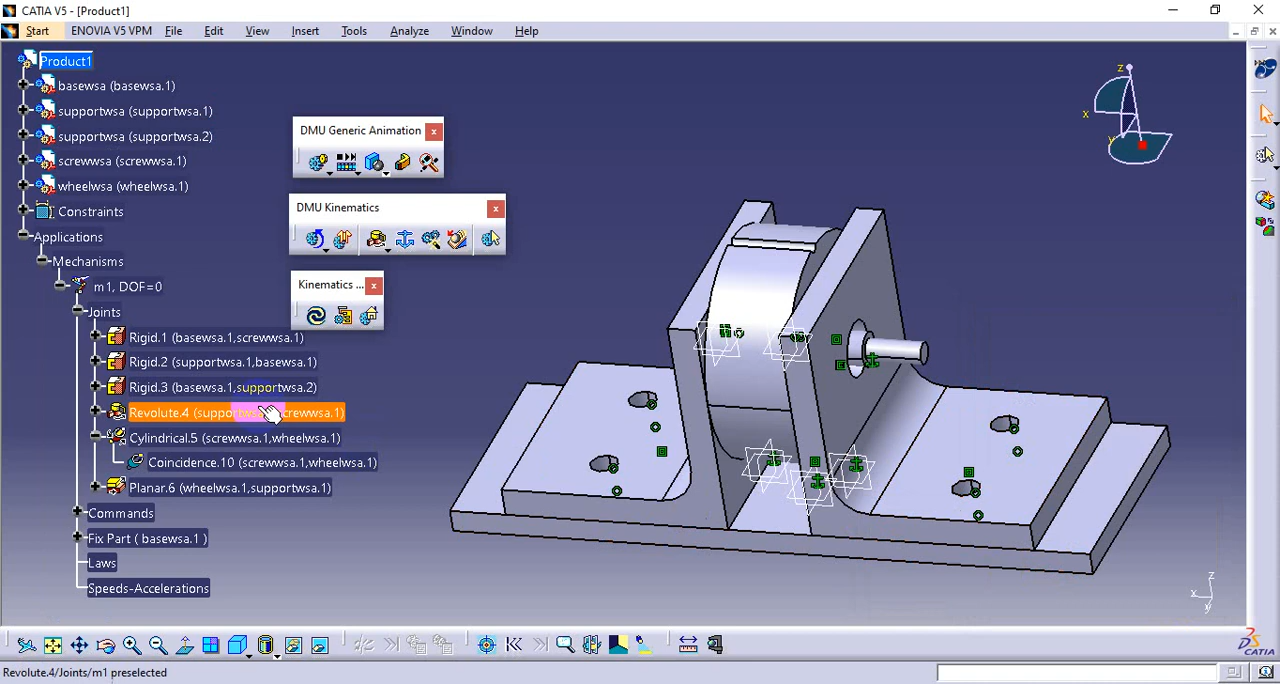 CATIA V5 - [Product1]
Start ENOVIA V5 VPM File Edit View Insert Tools Analyze Window Help
Product1
basewsa (basewsa.1)
supportwsa (supportwsa.1)
supportwsa (supportwsa.2)
screwwsa (screwwsa.1)
wheelwsa (wheelwsa.1)
Constraints
Applications
Mechanisms
m1, DOF=0
Joints
Rigid.1 (basewsa.1,screwwsa.1)
Rigid.2 (supportwsa.1,basewsa.1)
Rigid.3 (basewsa.1,supportwsa.2)
Revolute.4 screwwsa.1)
Cylindrical.5 (screwwsa.1,wheelwsa.1)
Coincidence.10 (screwwsa.1,wheelwsa.1)
Planar.6 (wheelwsa.1,supportwsa.1)
Commands
Fix Part ( basewsa.1 )
Laws
Speeds-Accelerations
DMU Generic Animation
DMU Kinematics
Kinematics ...
z
x
y
z
x
y
CATIA
Revolute.4/Joints/m1 preselected